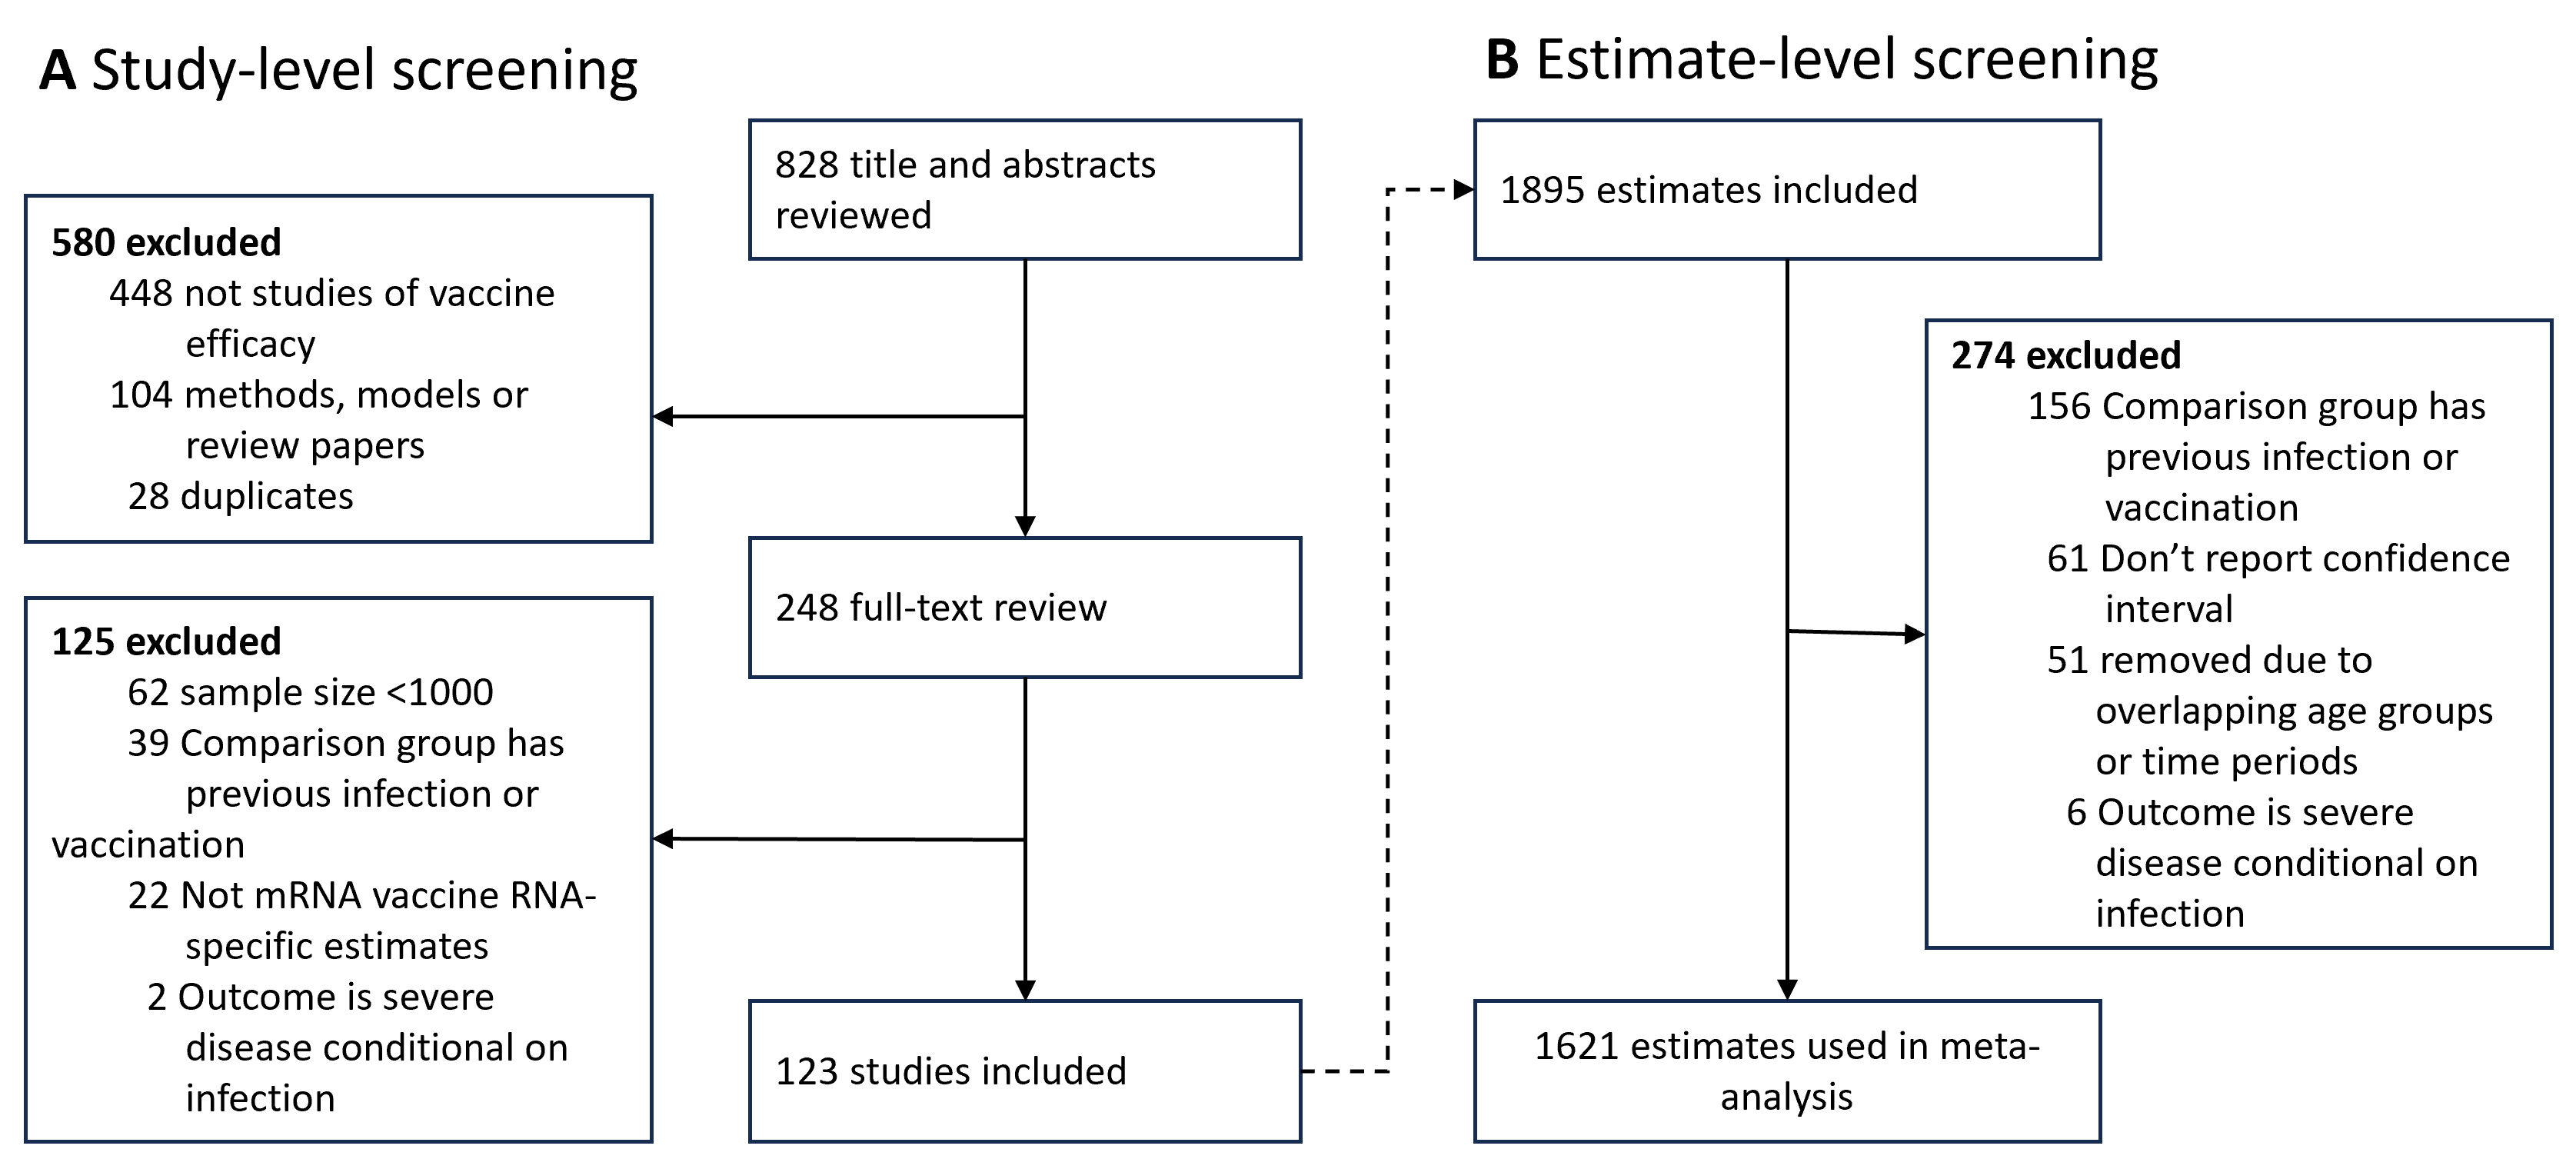 A Study-level screening
828 title and abstracts
reviewed
580 excluded
448 not studies of vaccine
efficacy
104 methods, models or
review papers
28 duplicates
248 full-text review
125 excluded
62 sample size <1000
39 Comparison group has
previous infection or
vaccination
22 Not mRNA vaccine RNA-
specific estimates
2 Outcome is severe
disease conditional on
infection
123 studies included
B Estimate-level screening
1895 estimates included
274 excluded
156 Comparison group has
previous infection or
vaccination
61 Don’t report confidence
interval
51 removed due to
overlapping age groups
or time periods
6 Outcome is severe
disease conditional on
infection
1621 estimates used in meta-
analysis